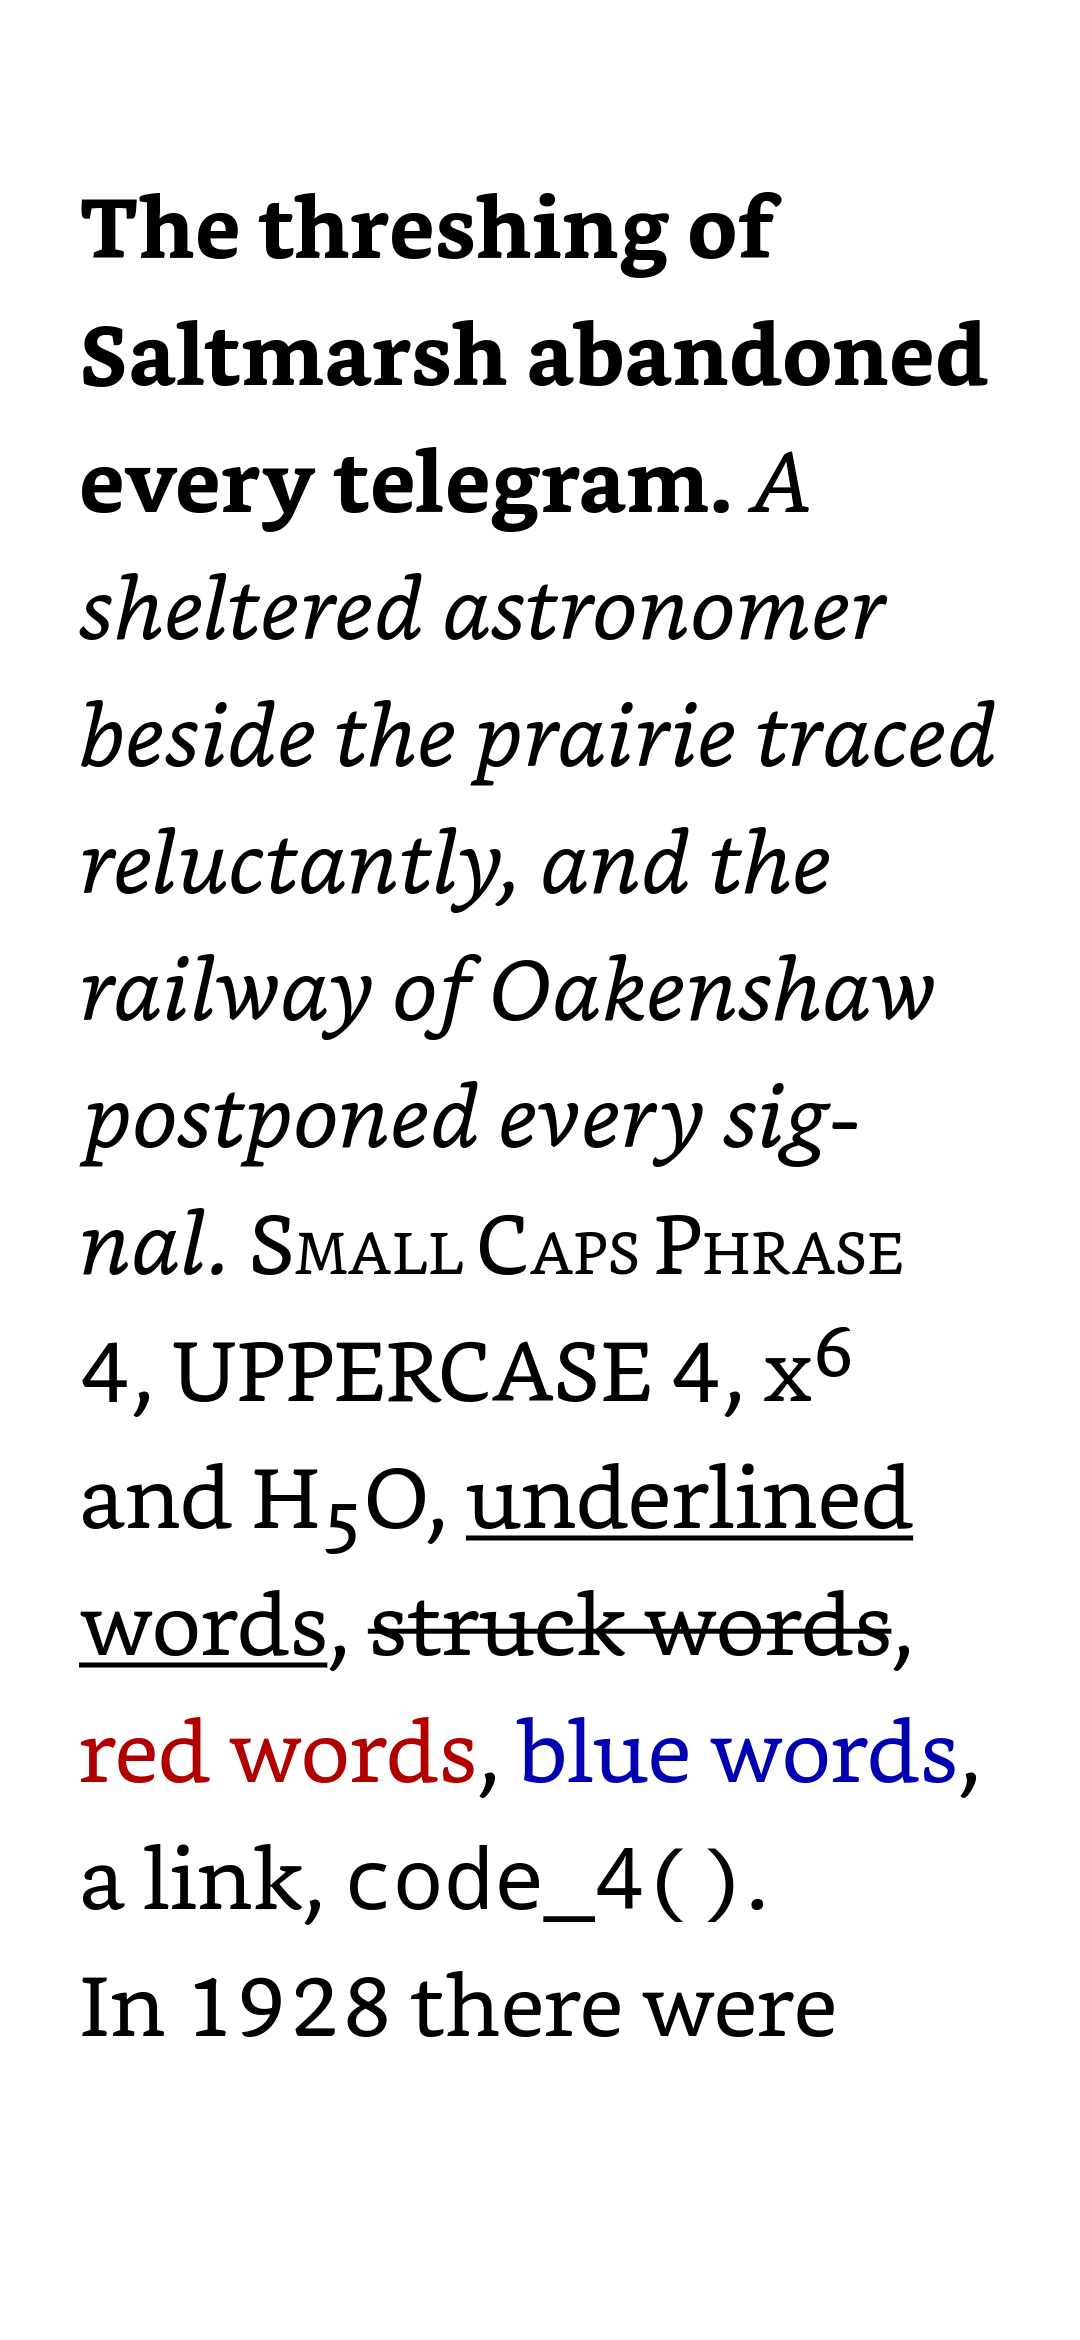 The threshing of
Saltmarsh abandoned
every telegram. A
sheltered astronomer
beside the prairie traced
reluctantly, and the
railway of Oakenshaw
postponed every sig-
nal. Small Caps Phrase
4, UPPERCASE 4, x⁶
and H₅O, underlined
words, struck words,
red words, blue words,
a link, code_4().
In 1928 there were